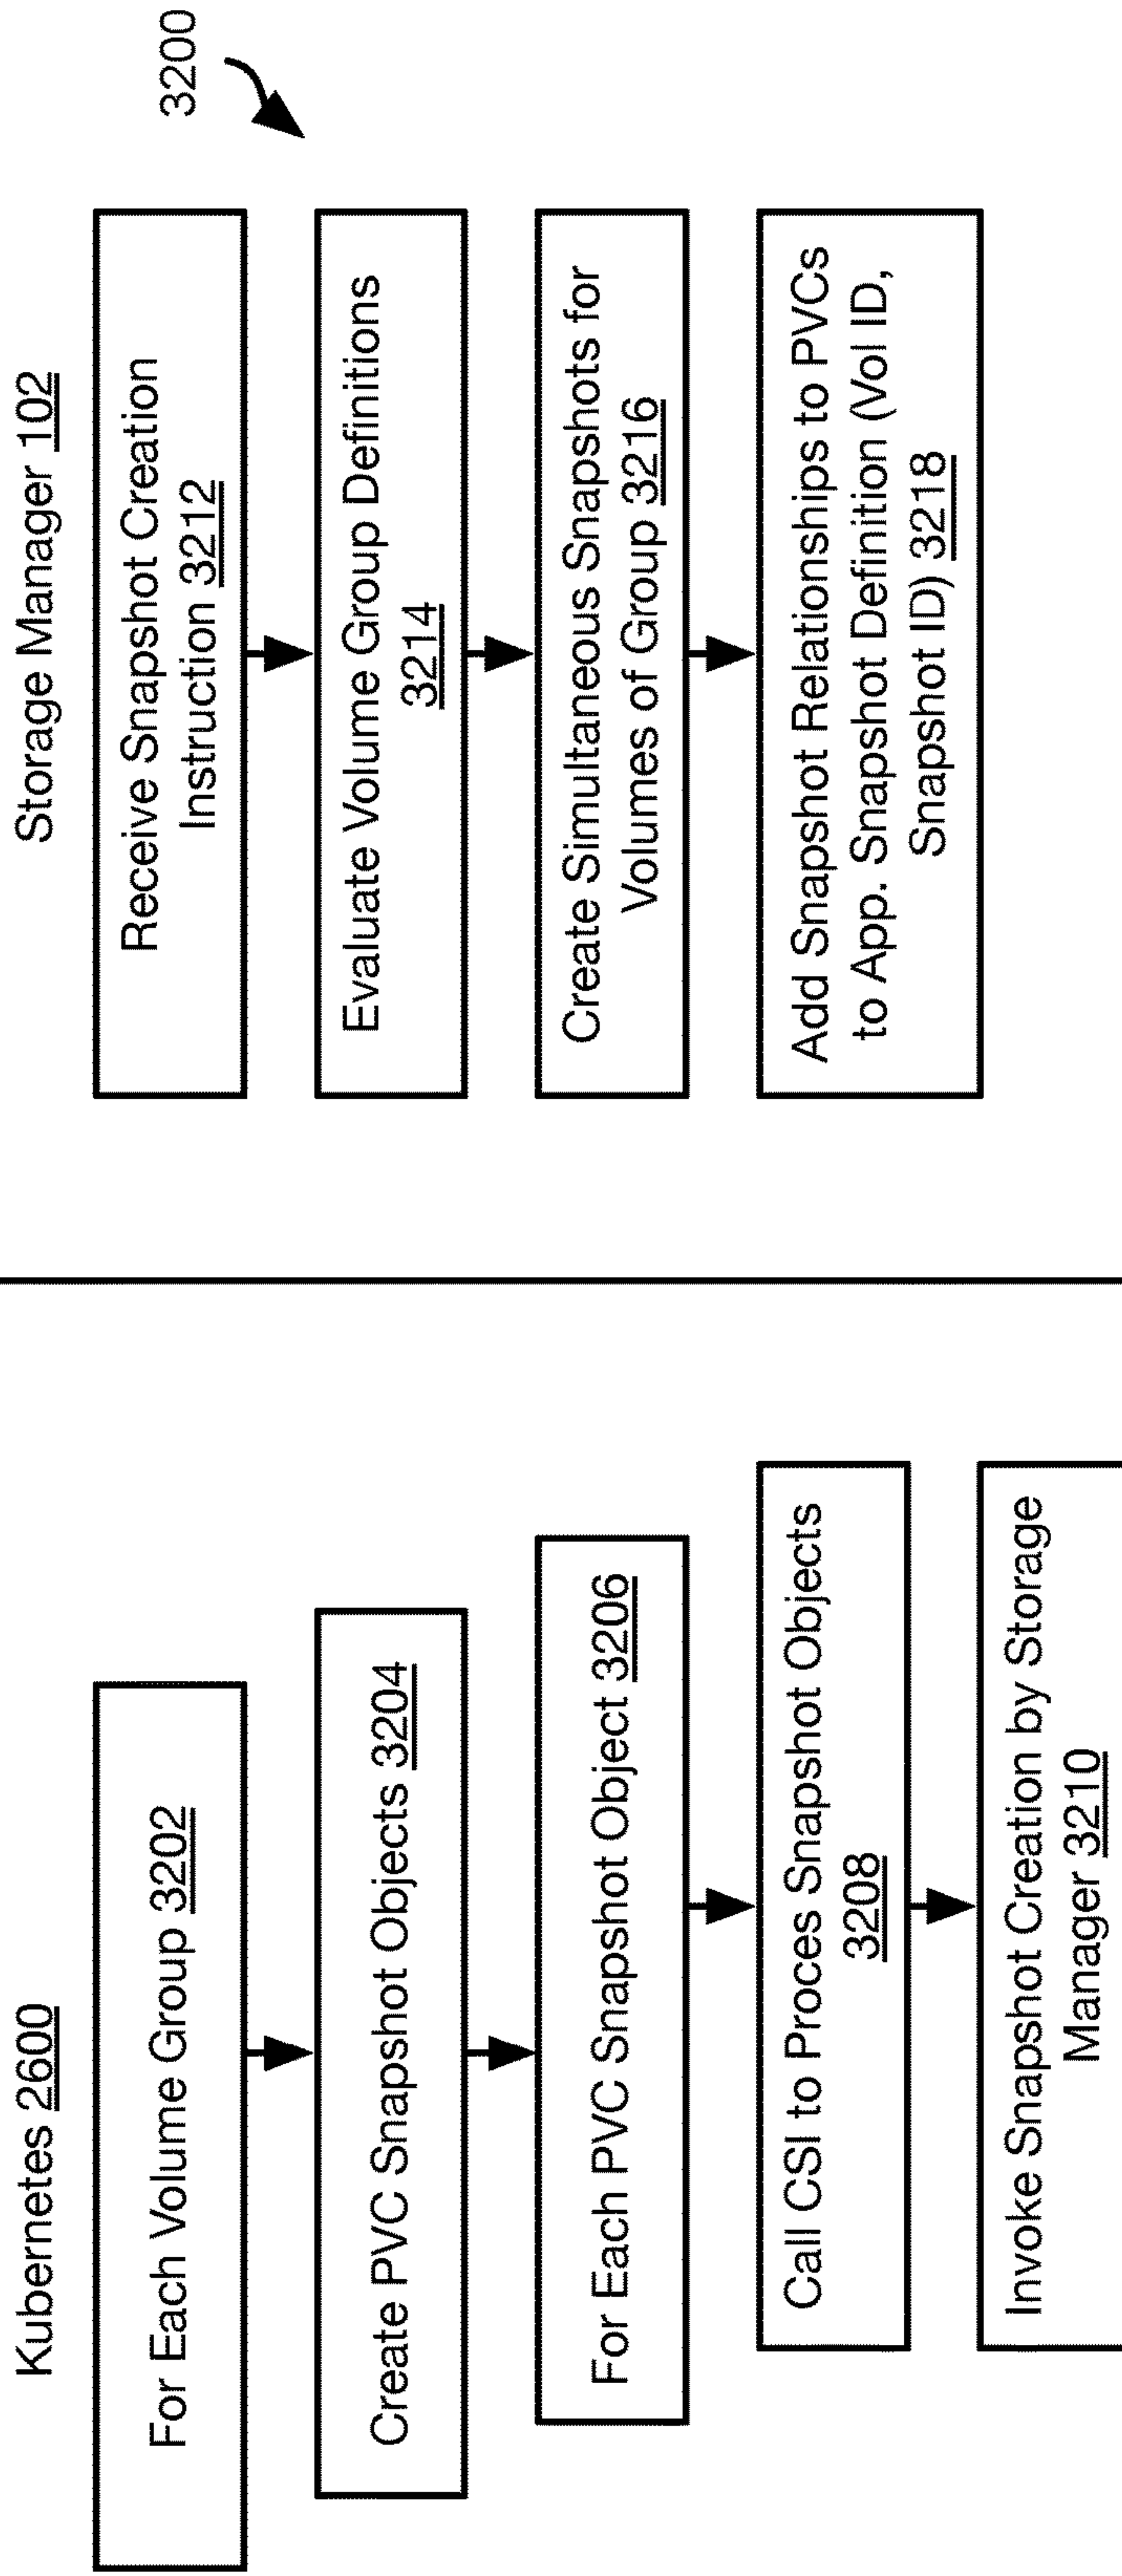 Kubernetes 2600
For Each Volume Group 3202
Create PVC Snapshot Objects 3204
For Each PVC Snapshot Object 3206
Call CSI to Proces Snapshot Objects
3208
Invoke Snapshot Creation by Storage
Manager 3210
Storage Manager 102
Receive Snapshot Creation
Instruction 3212
Evaluate Volume Group Definitions
3214
Create Simultaneous Snapshots for
Volumes of Group 3216
Add Snapshot Relationships to PVCs
to App. Snapshot Definition (Vol ID,
Snapshot ID) 3218
3200